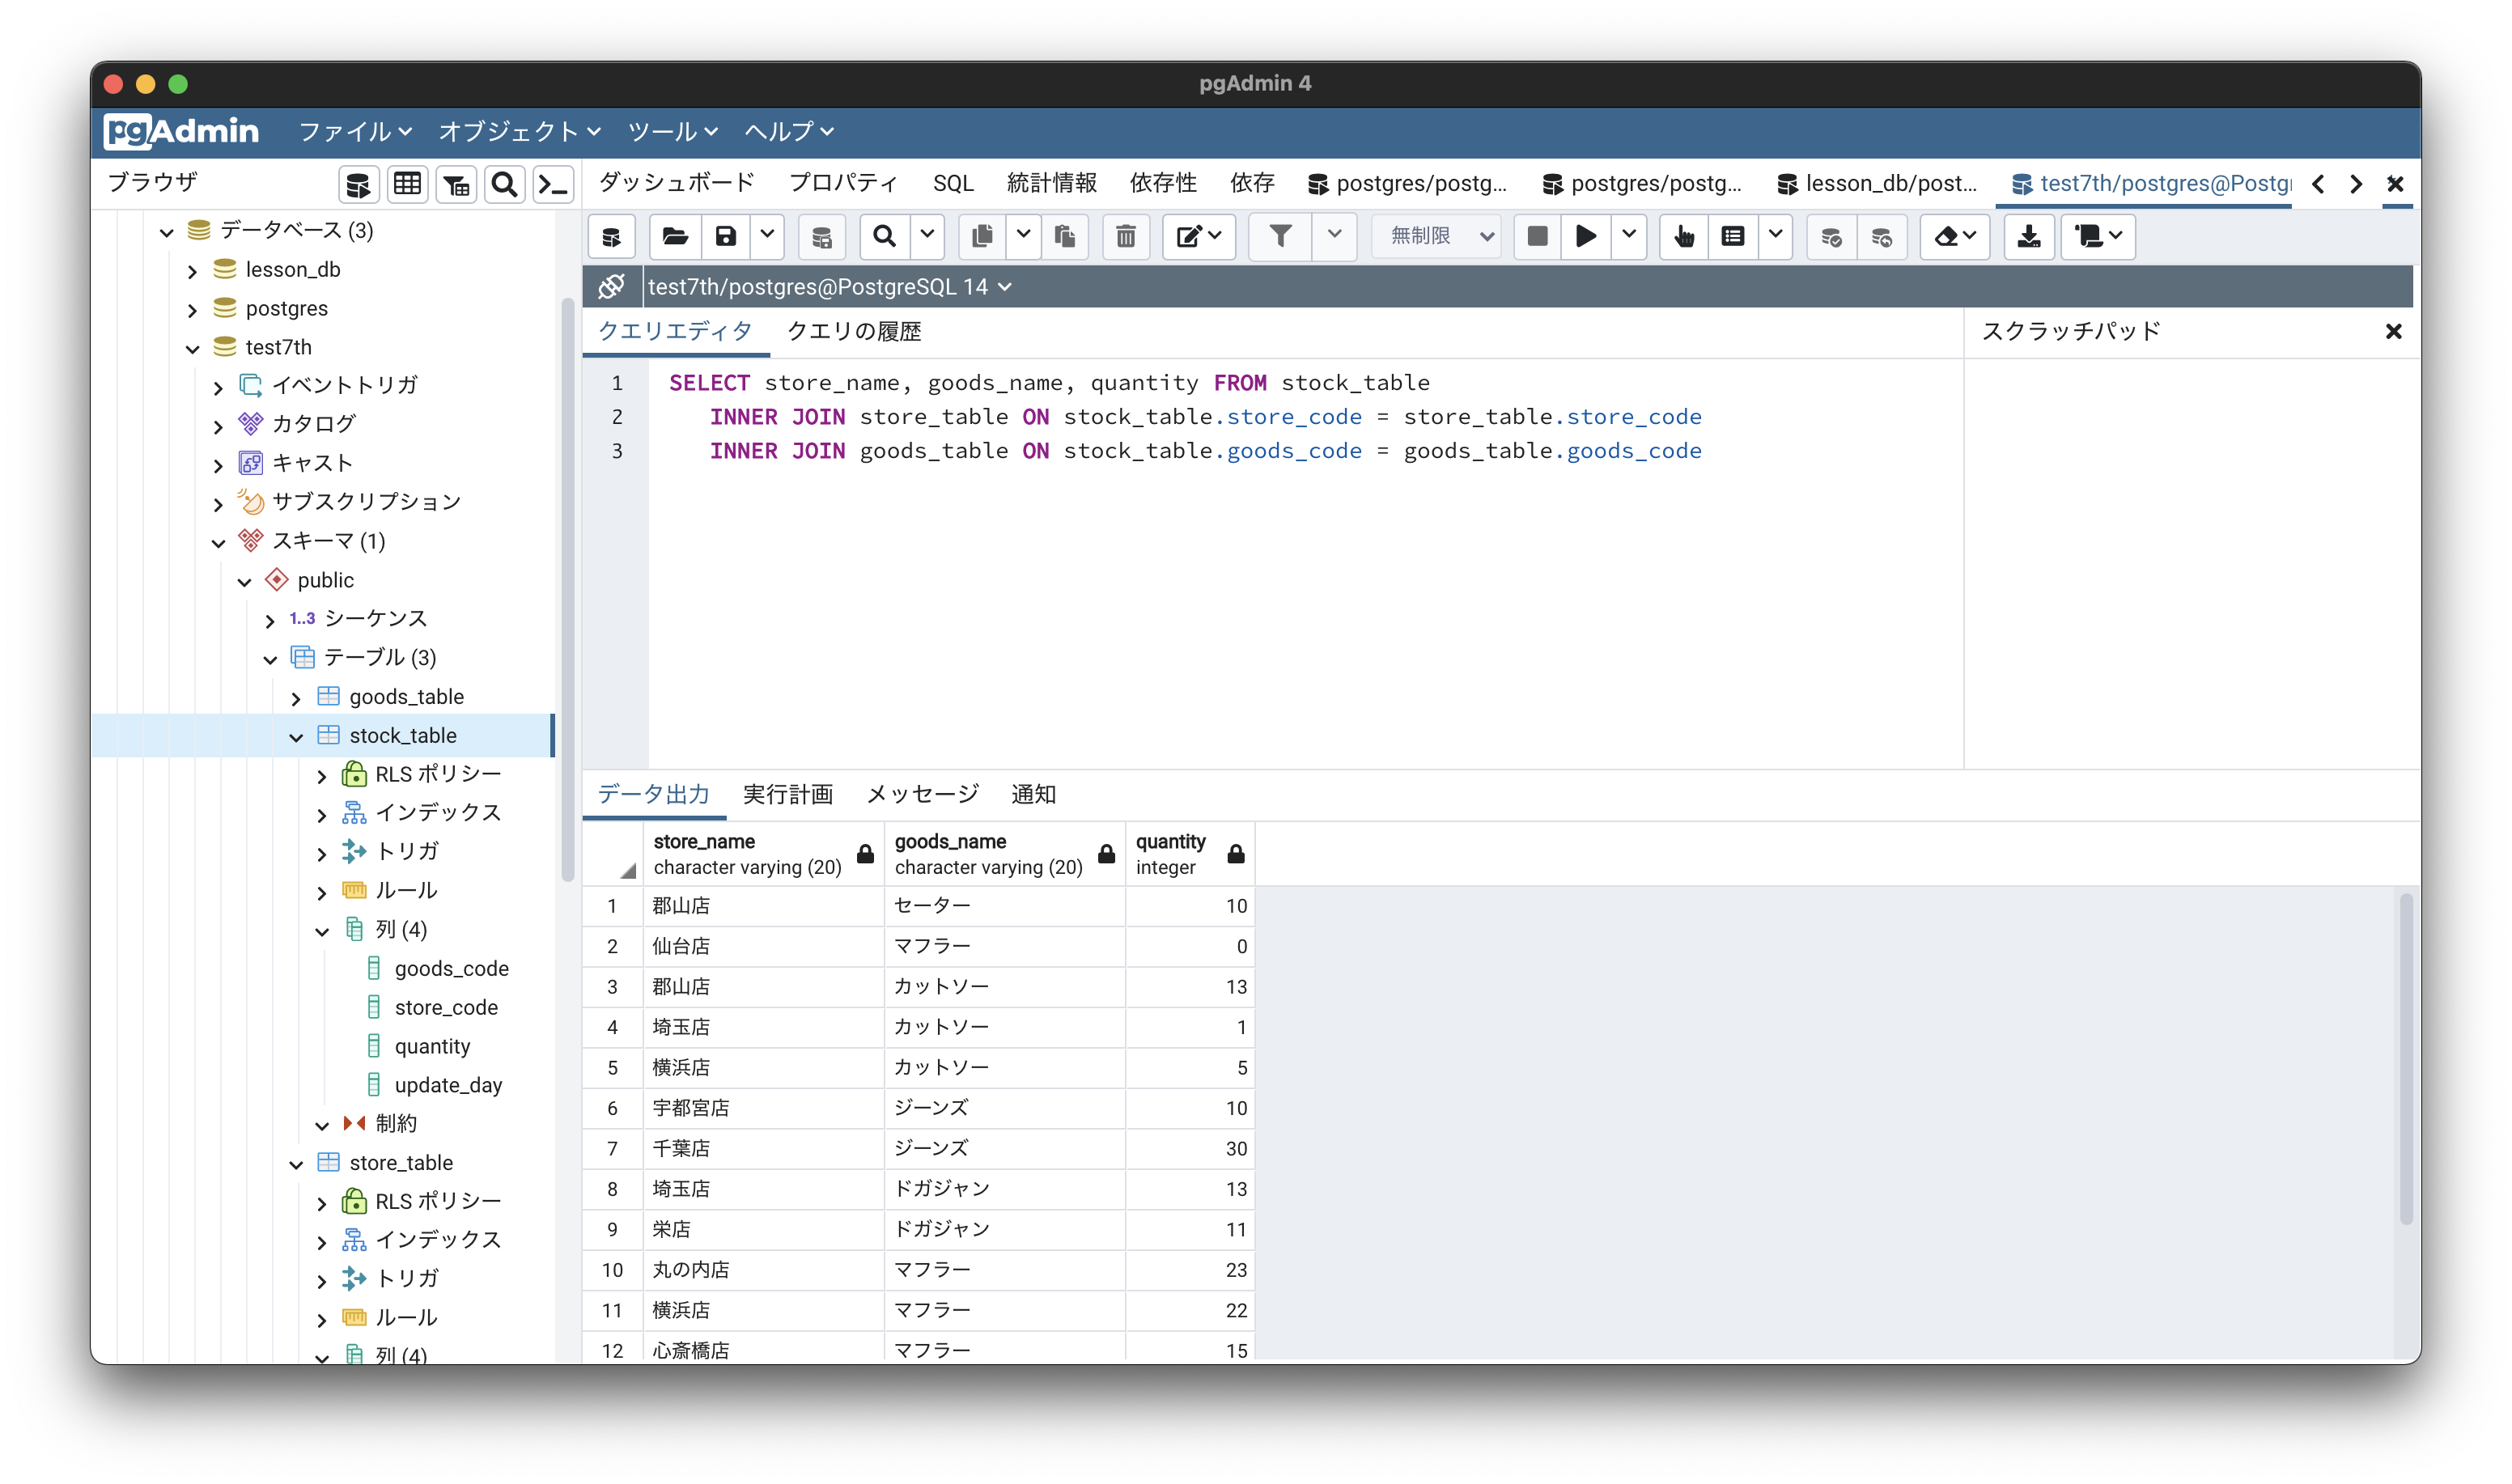 pgAdmin 4
pgAdmin ファイル オブジェクト ツール ヘルプ
ブラウザ
ダッシュボード プロパティ SQL 統計情報 依存性 依存 postgres/postg... postgres/postg... lesson_db/post... test7th/postgres@Postgr
データベース (3)
lesson_db
postgres
test7th
イベントトリガ
カタログ
キャスト
サブスクリプション
スキーマ (1)
public
1..3 シーケンス
テーブル (3)
goods_table
stock_table
RLS ポリシー
インデックス
トリガ
ルール
列 (4)
goods_code
store_code
quantity
update_day
制約
store_table
RLS ポリシー
インデックス
トリガ
ルール
列 (4)
無制限
test7th/postgres@PostgreSQL 14
クエリエディタ クエリの履歴
スクラッチパッド
1 SELECT store_name, goods_name, quantity FROM stock_table
2 INNER JOIN store_table ON stock_table.store_code = store_table.store_code
3 INNER JOIN goods_table ON stock_table.goods_code = goods_table.goods_code
データ出力 実行計画 メッセージ 通知
store_name goods_name quantity
character varying (20) character varying (20) integer
1 郡山店 セーター 10
2 仙台店 マフラー 0
3 郡山店 カットソー 13
4 埼玉店 カットソー 1
5 横浜店 カットソー 5
6 宇都宮店 ジーンズ 10
7 千葉店 ジーンズ 30
8 埼玉店 ドガジャン 13
9 栄店 ドガジャン 11
10 丸の内店 マフラー 23
11 横浜店 マフラー 22
12 心斎橋店 マフラー 15